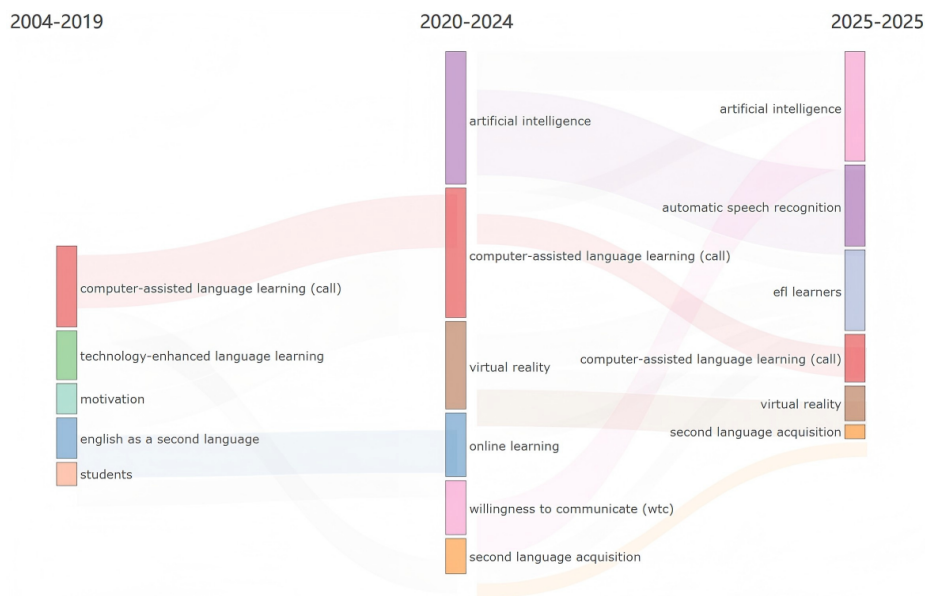 2004-2019
2020-2024
2025-2025
computer-assisted language learning (call)
technology-enhanced language learning
motivation
english as a second language
students
artificial intelligence
computer-assisted language learning (call)
virtual reality
online learning
willingness to communicate (wtc)
second language acquisition
artificial intelligence
automatic speech recognition
efl learners
computer-assisted language learning (call)
virtual reality
second language acquisition